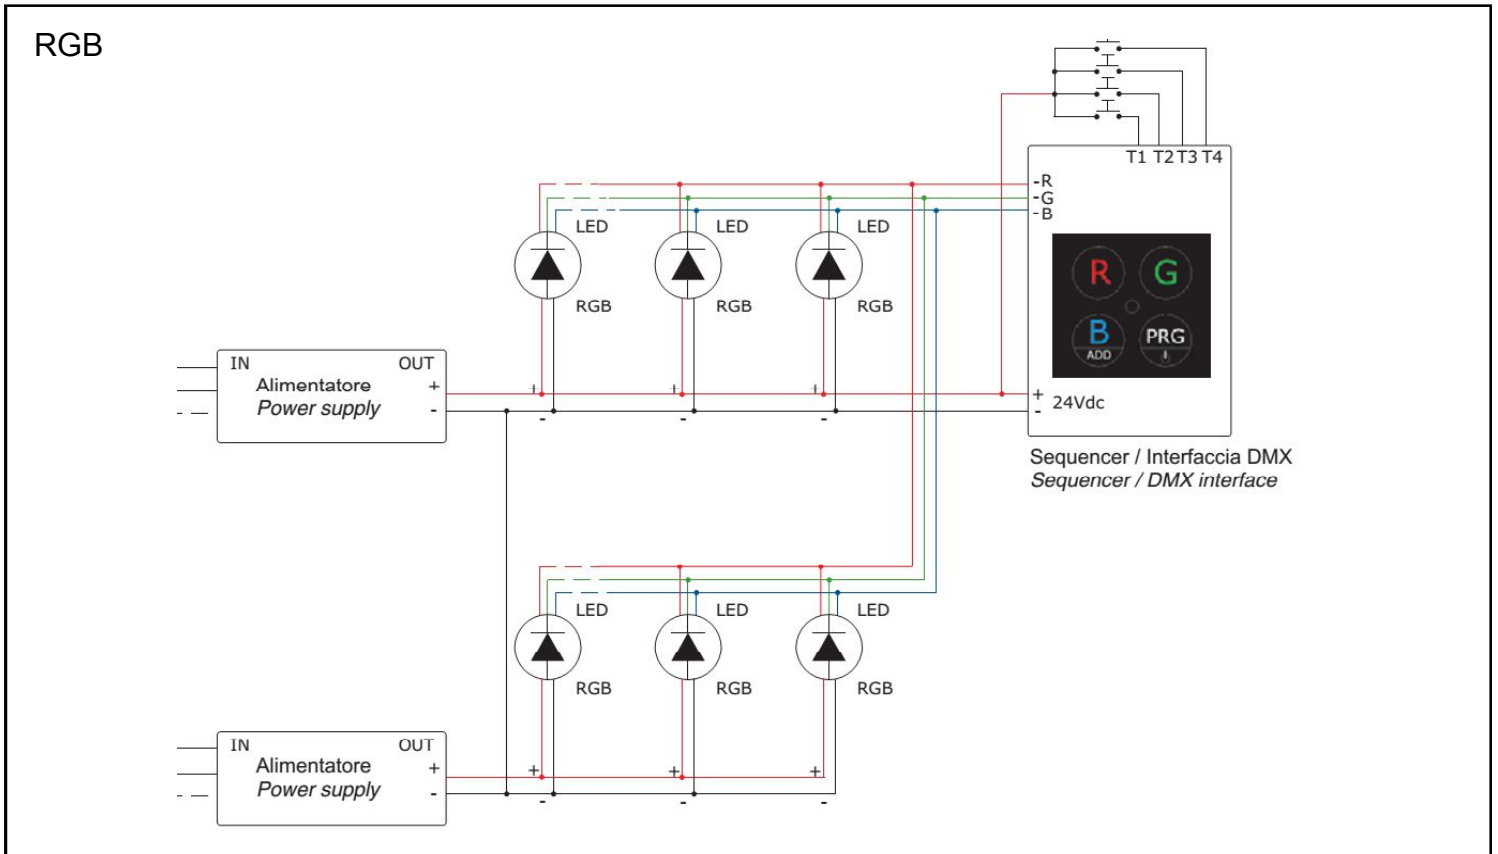 RGB
T1 T2 T3 T4
-R
-G
-B
LED LED LED
R G
RGB RGB RGB
B PRG
ADD
IN OUT
Alimentatore +
Power supply -
+ + +
- - -
+ 24Vdc
-
Sequencer / Interfaccia DMX
Sequencer / DMX interface
LED LED LED
RGB RGB RGB
IN OUT
Alimentatore +
Power supply -
+ + +
- - -